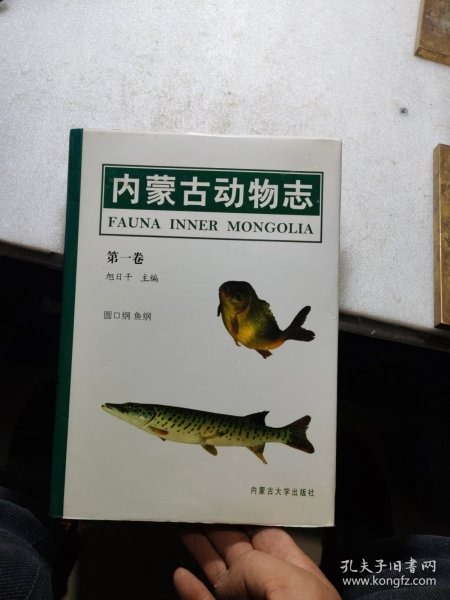 内蒙古动物志
FAUNA INNER MONGOLIA
第一卷
旭日干 主编
圆口纲 鱼纲
内蒙古大学出版社
孔夫子旧书网
www.kongfz.com